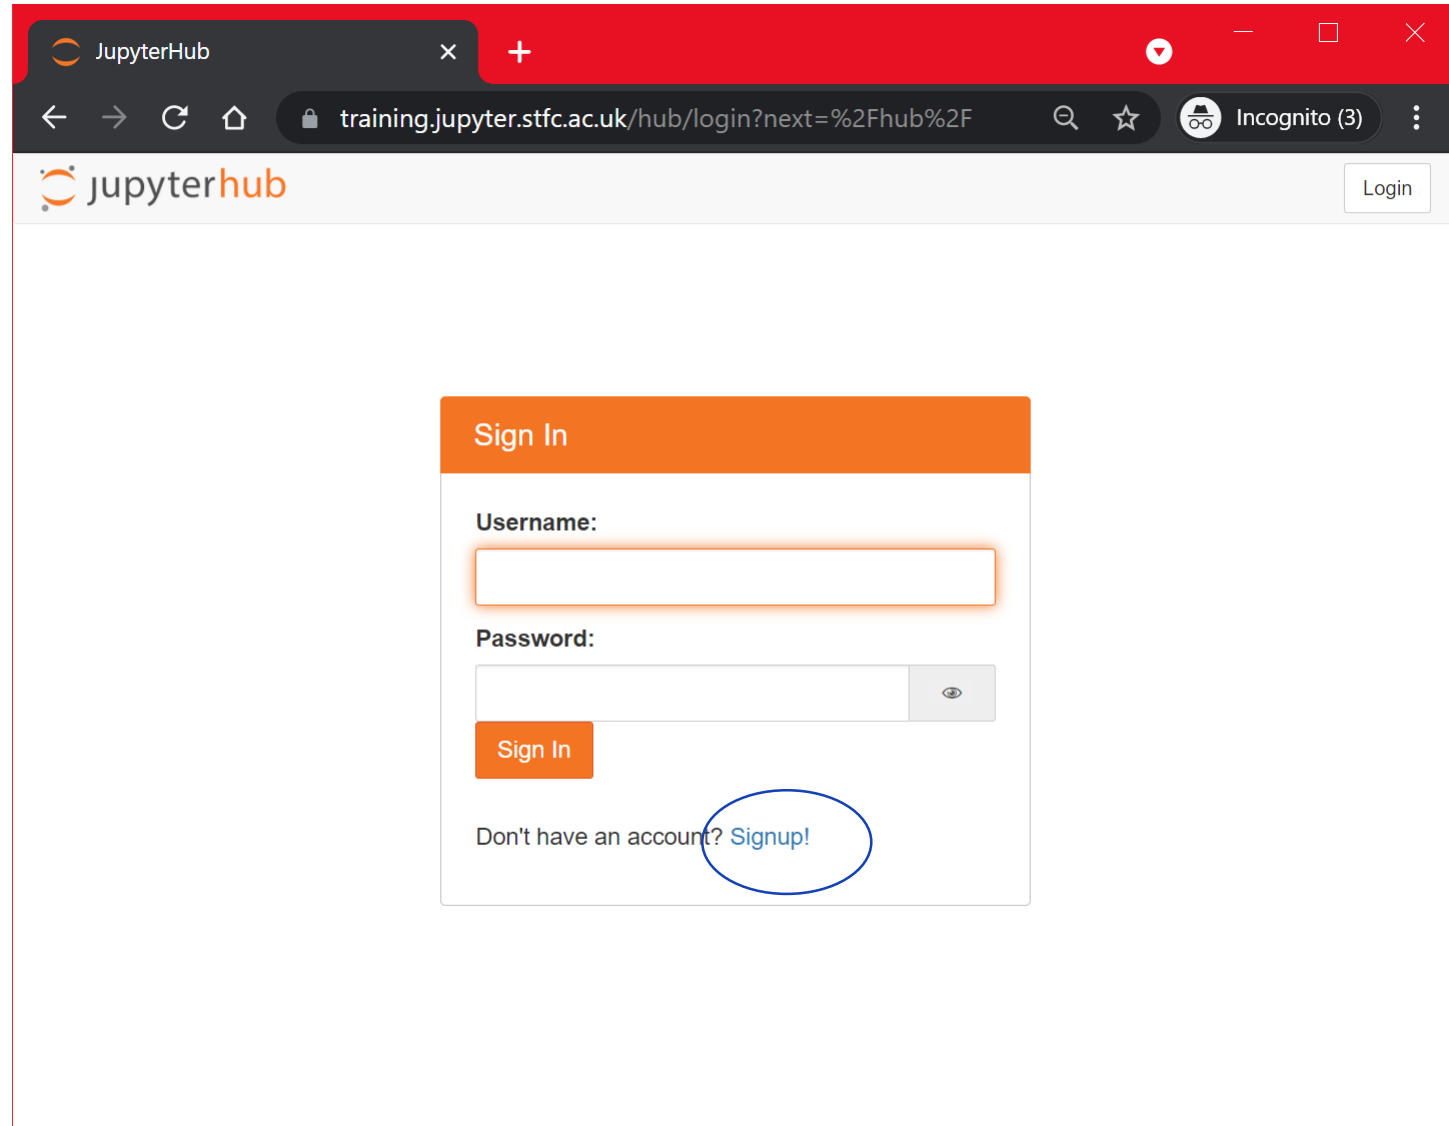 JupyterHub
training.jupyter.stfc.ac.uk/hub/login?next=%2Fhub%2F
Incognito (3)
jupyterhub
Login
Sign In
Username:
Password:
Sign In
Don't have an account? Signup!